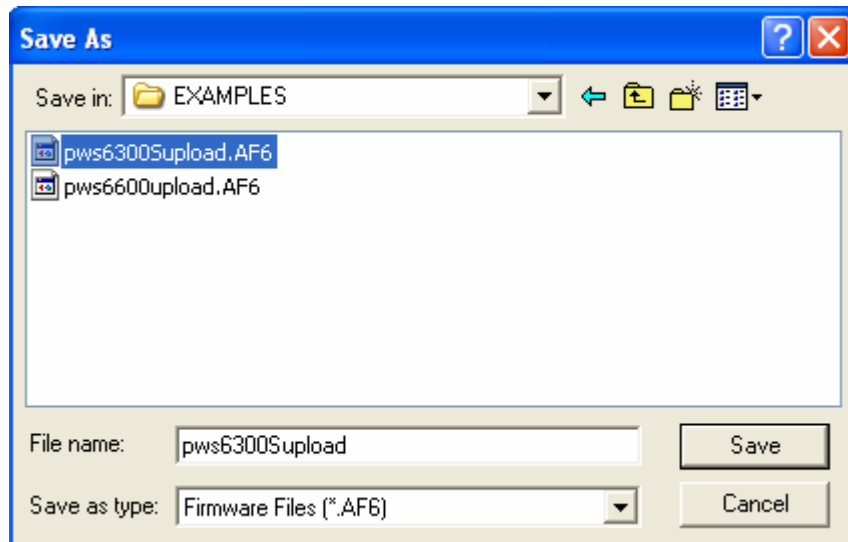 Save As
Save in: EXAMPLES
pws6300Supload.AF6
pws6600upload.AF6
File name: pws6300Supload
Save
Save as type: Firmware Files (*.AF6)
Cancel